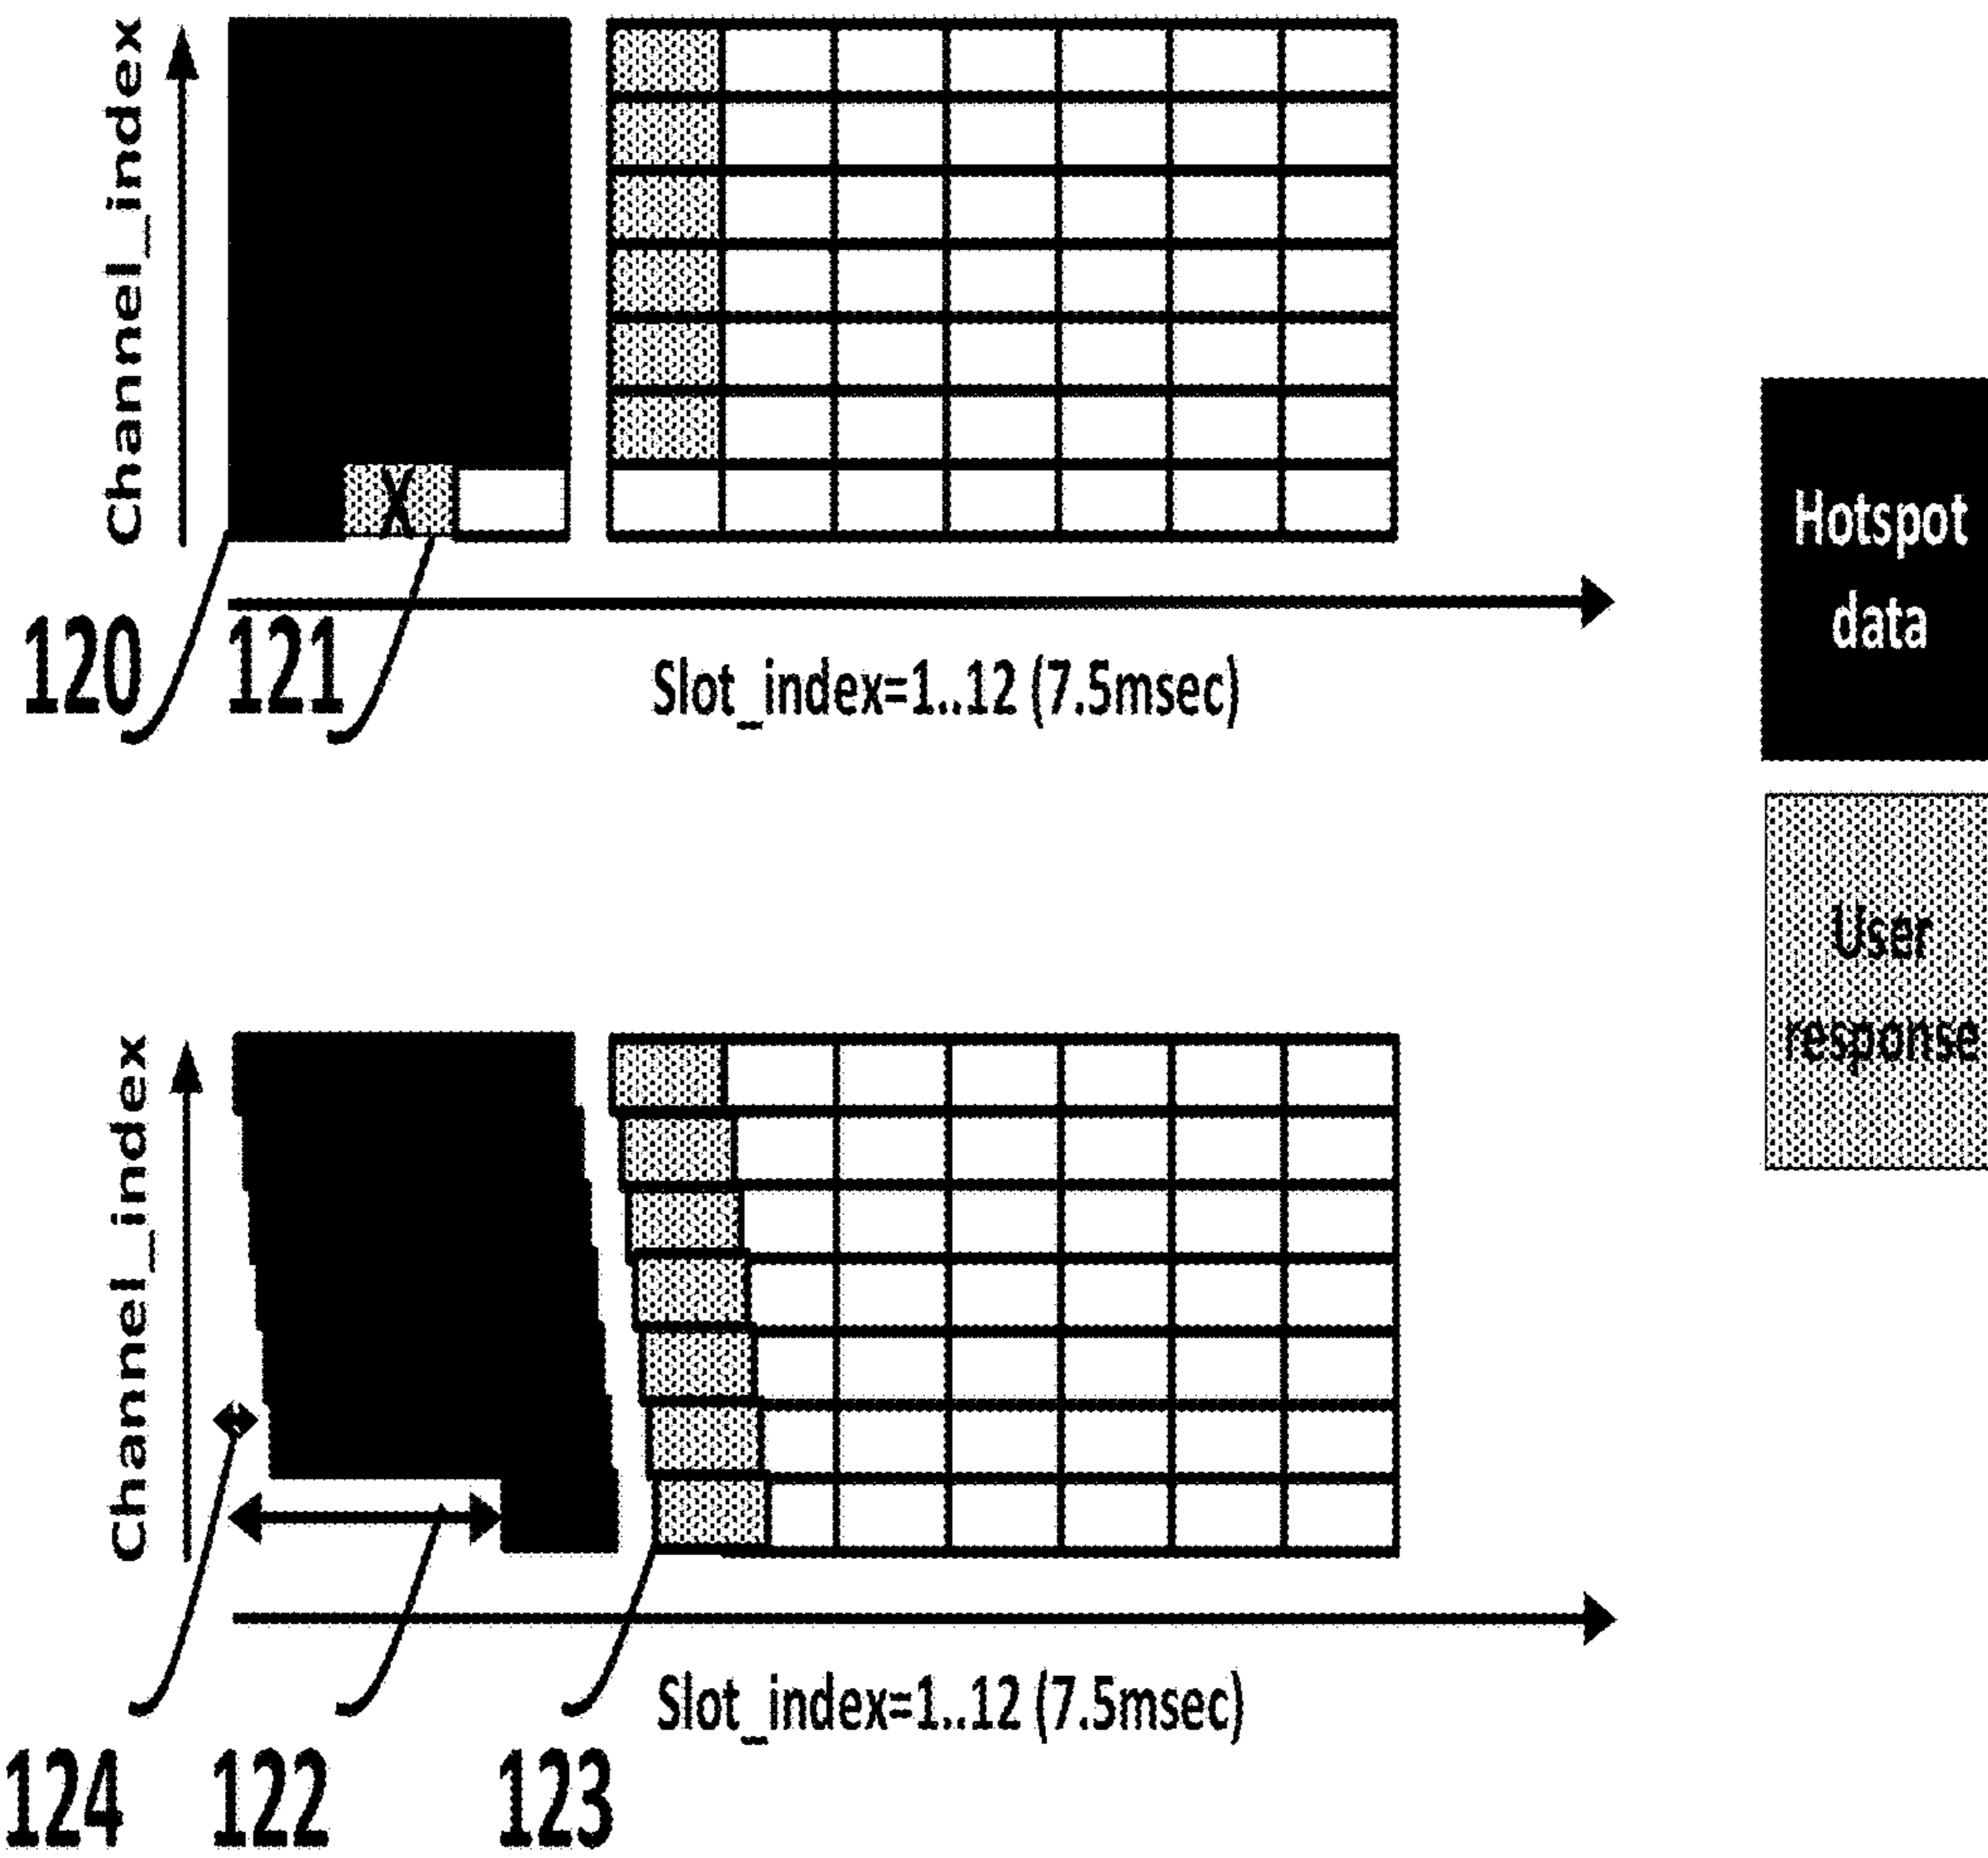 Channel_index
X
120
121
Slot_index=1..12 (7.5msec)
Hotspot
data
User
response
Channel_index
Slot_index=1..12 (7.5msec)
124
122
123